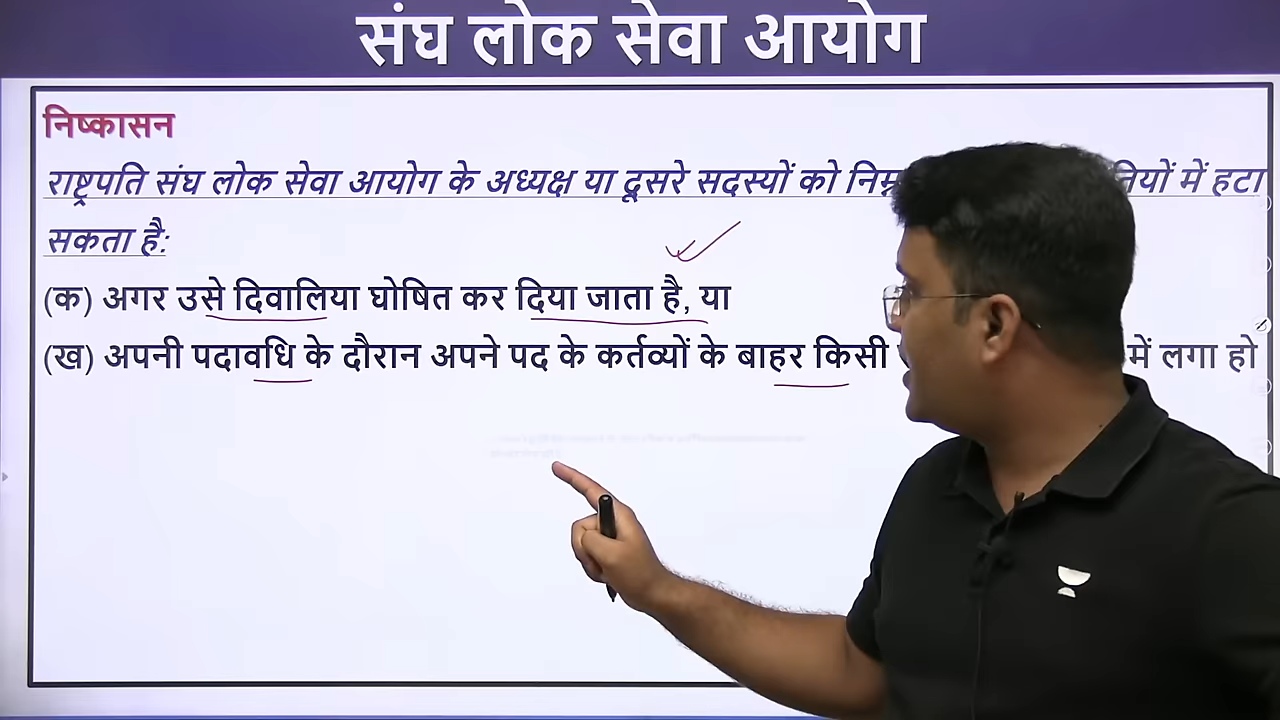 संघ लोक सेवा आयोग
निष्कासन
राष्ट्रपति संघ लोक सेवा आयोग के अध्यक्ष या दूसरे सदस्यों को में हटा
सकता है:
(क) अगर उसे दिवालिया घोषित कर दिया जाता है, या
(ख) अपनी पदावधि के दौरान अपने पद के कर्तव्यों के बाहर किसी में लगा हो